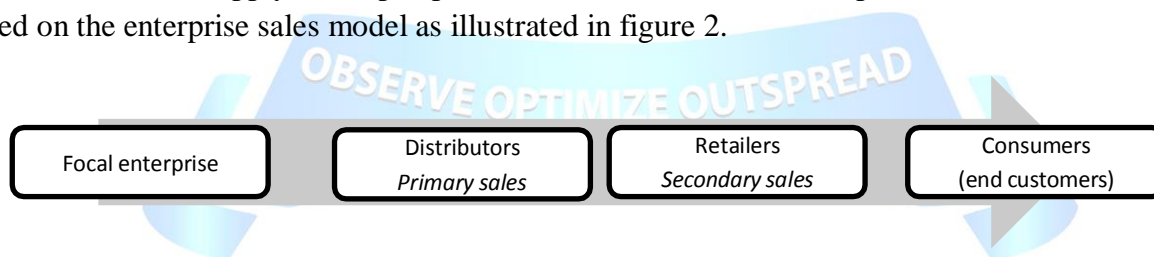 supply
ed on the enterprise sales model as illustrated in figure 2.
OBSERVE OPTIMIZE OUTSPREAD
Focal enterprise
Distributors
Primary sales
Retailers
Secondary sales
Consumers
(end customers)